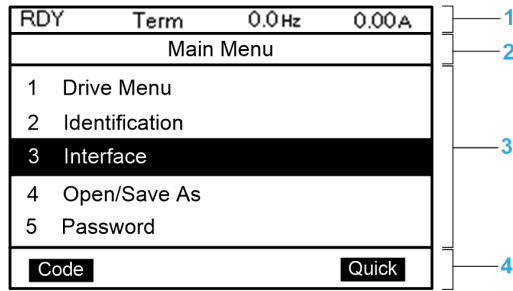 RDY Term 0.0Hz 0.00A 1
Main Menu 2
1 Drive Menu
2 Identification
3 Interface 3
4 Open/Save As
5 Password
Code Quick 4